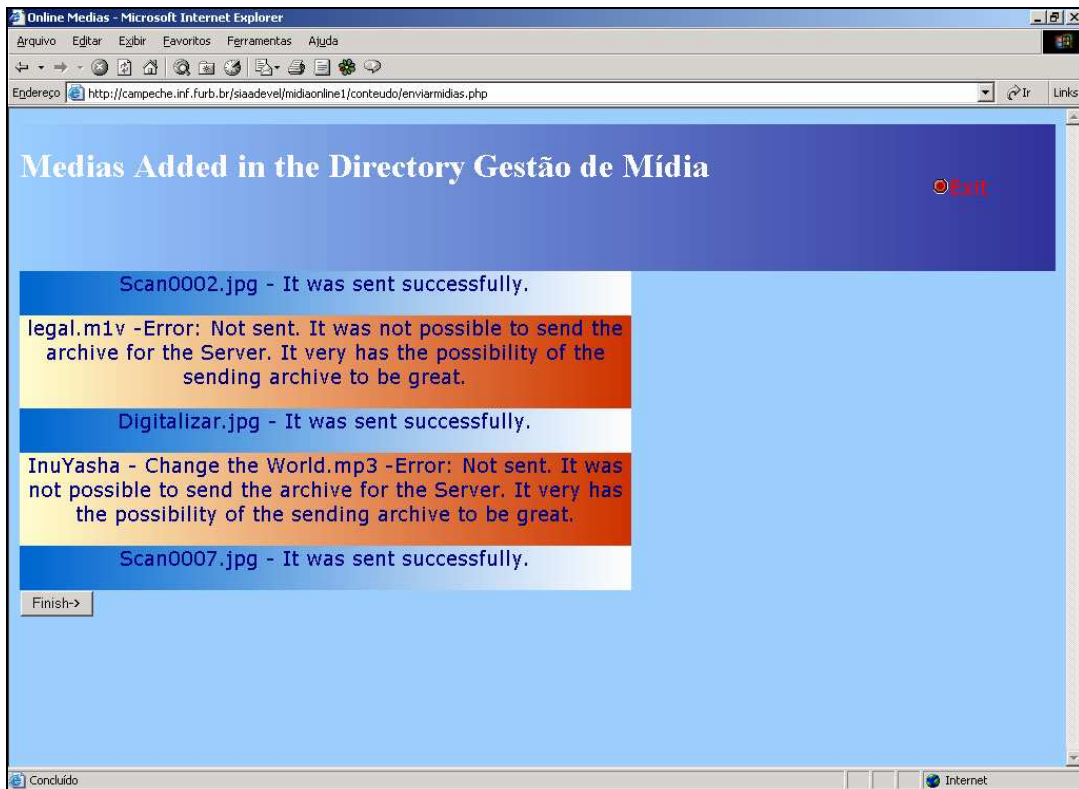 Online Medias - Microsoft Internet Explorer
Arquivo Editar Exibir Favoritos Ferramentas Ajuda
Endereço http://campeche.inf.furb.br/siaadevel/midiaonline1/conteudo/enviarmidias.php Ir Links
Medias Added in the Directory Gestão de Mídia
Exit
Scan0002.jpg - It was sent successfully.
legal.m1v -Error: Not sent. It was not possible to send the
archive for the Server. It very has the possibility of the
sending archive to be great.
Digitalizar.jpg - It was sent successfully.
InuYasha - Change the World.mp3 -Error: Not sent. It was
not possible to send the archive for the Server. It very has
the possibility of the sending archive to be great.
Scan0007.jpg - It was sent successfully.
Finish->
Concluído Internet